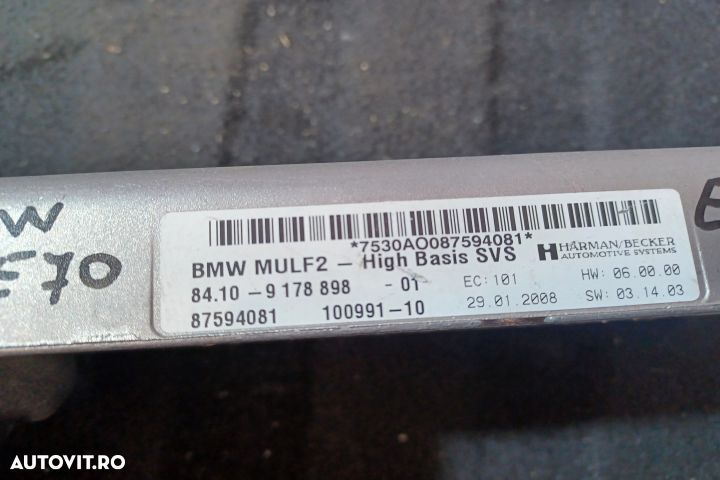 W
E70
E
*7530AO087594081*
BMW MULF2 – High Basis SVS
HARMAN/BECKER
AUTOMOTIVE SYSTEMS
84.10 – 9 178 898 – 01
EC: 101
HW: 06.00.00
87594081 100991–10
29.01.2008
SW: 03.14.03
AUTOVIT.RO